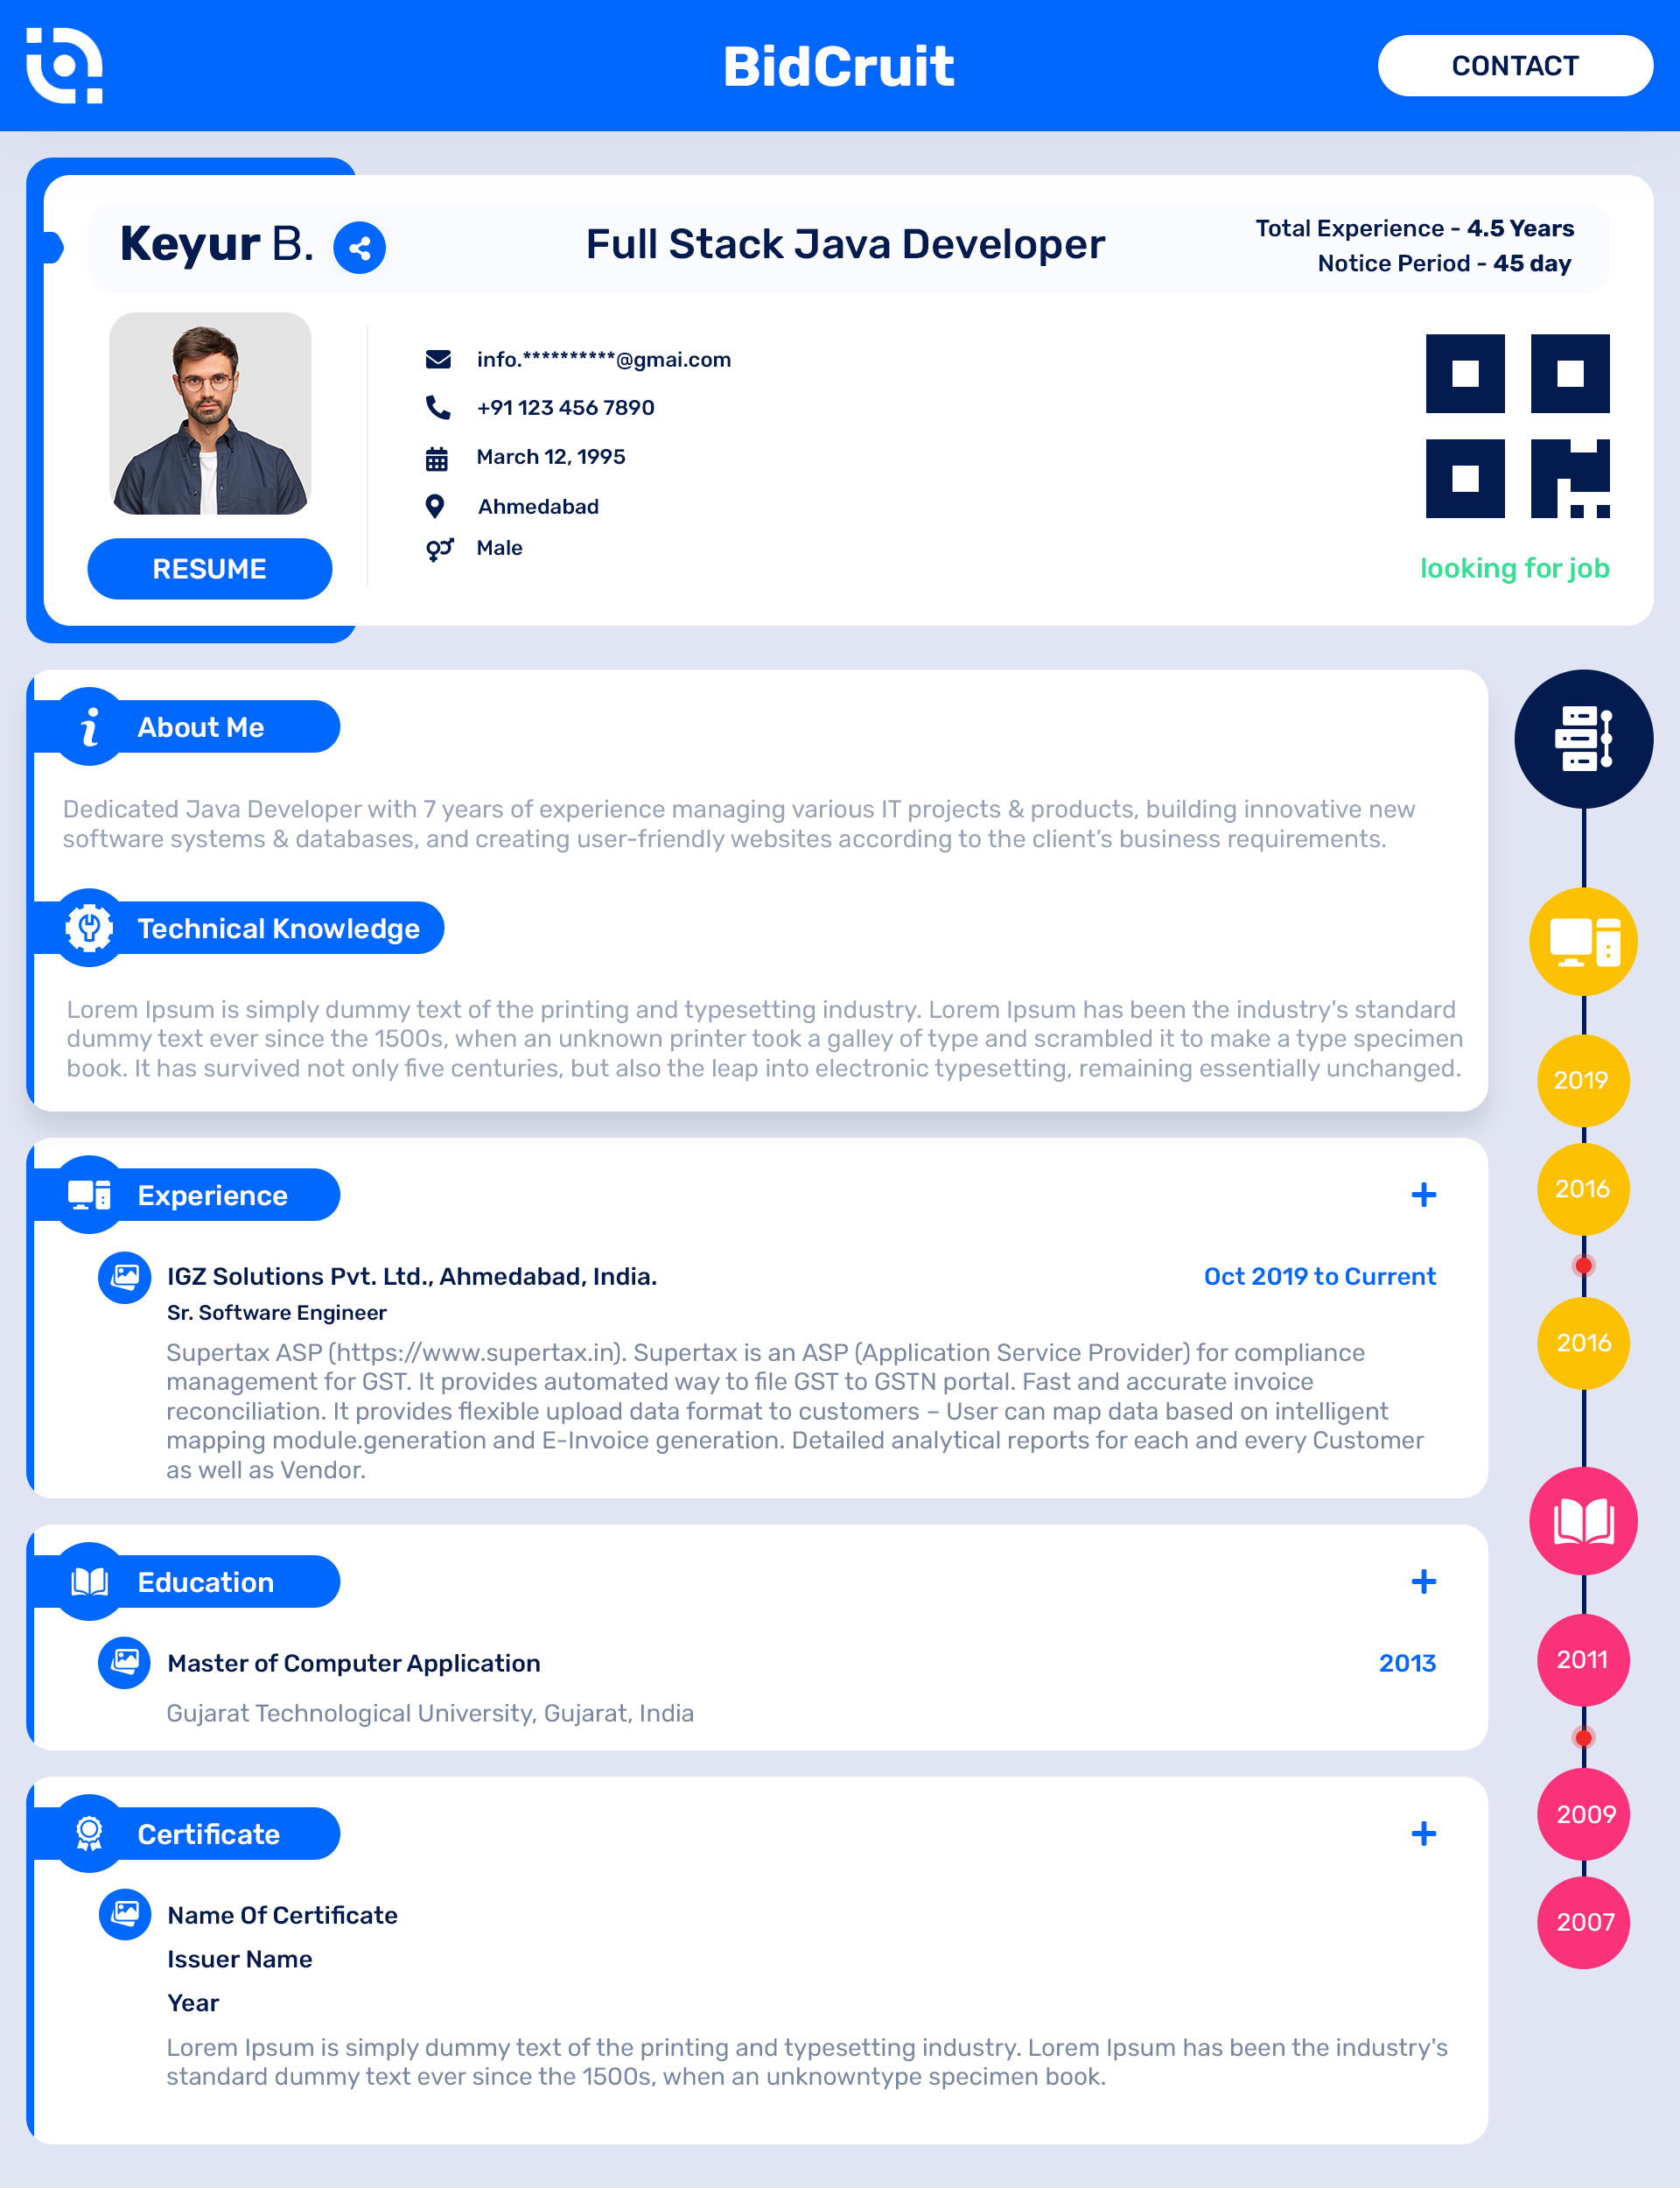 BidCruit
CONTACT
Keyur B.
Full Stack Java Developer
Total Experience - 4.5 Years
Notice Period - 45 day
info.**********@gmai.com
+91 123 456 7890
March 12, 1995
Ahmedabad
Male
RESUME
looking for job
About Me
Dedicated Java Developer with 7 years of experience managing various IT projects & products, building innovative new
software systems & databases, and creating user-friendly websites according to the client’s business requirements.
Technical Knowledge
Lorem Ipsum is simply dummy text of the printing and typesetting industry. Lorem Ipsum has been the industry's standard
dummy text ever since the 1500s, when an unknown printer took a galley of type and scrambled it to make a type specimen
book. It has survived not only five centuries, but also the leap into electronic typesetting, remaining essentially unchanged.
Experience
IGZ Solutions Pvt. Ltd., Ahmedabad, India.
Oct 2019 to Current
Sr. Software Engineer
Supertax ASP (https://www.supertax.in). Supertax is an ASP (Application Service Provider) for compliance
management for GST. It provides automated way to file GST to GSTN portal. Fast and accurate invoice
reconciliation. It provides flexible upload data format to customers – User can map data based on intelligent
mapping module.generation and E-Invoice generation. Detailed analytical reports for each and every Customer
as well as Vendor.
Education
Master of Computer Application
2013
Gujarat Technological University, Gujarat, India
Certificate
Name Of Certificate
Issuer Name
Year
Lorem Ipsum is simply dummy text of the printing and typesetting industry. Lorem Ipsum has been the industry's
standard dummy text ever since the 1500s, when an unknowntype specimen book.
2019
2016
2016
2011
2009
2007